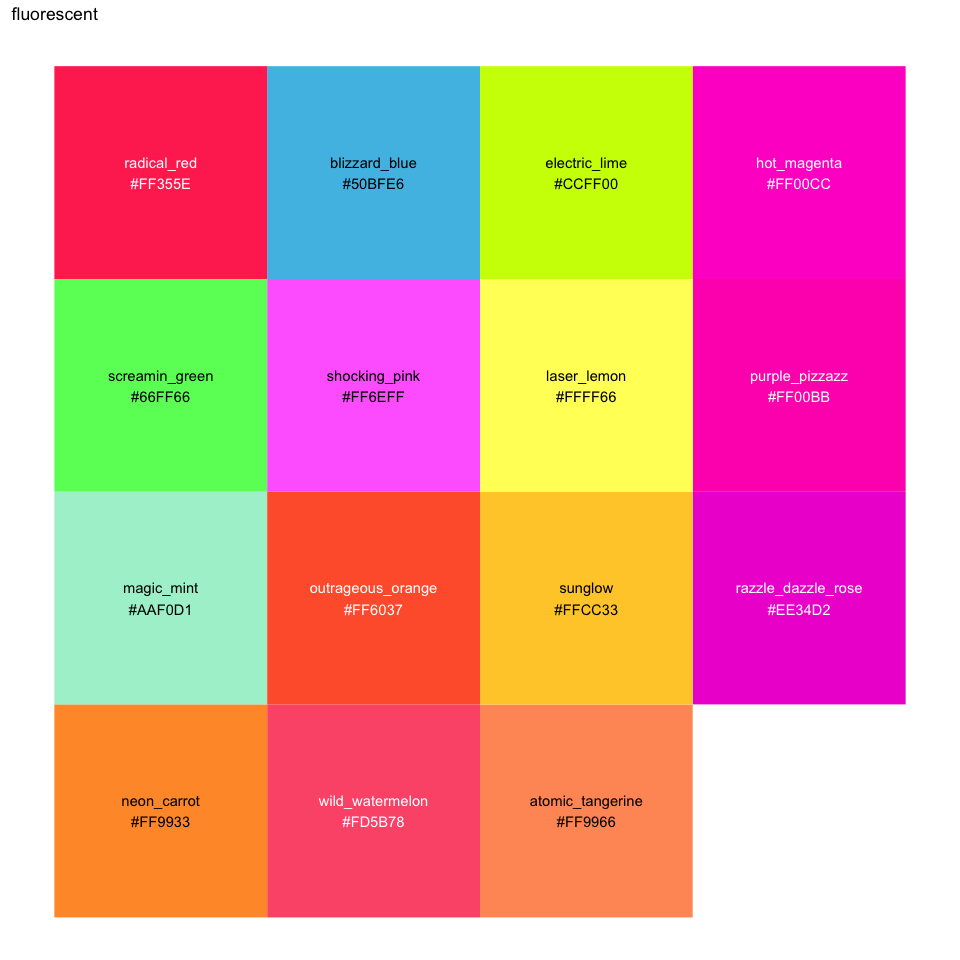 fluorescent
radical_red
#FF355E
blizzard_blue
#50BFE6
electric_lime
#CCFF00
hot_magenta
#FF00CC
screamin_green
#66FF66
shocking_pink
#FF6EFF
laser_lemon
#FFFF66
purple_pizzazz
#FF00BB
magic_mint
#AAF0D1
outrageous_orange
#FF6037
sunglow
#FFCC33
razzle_dazzle_rose
#EE34D2
neon_carrot
#FF9933
wild_watermelon
#FD5B78
atomic_tangerine
#FF9966